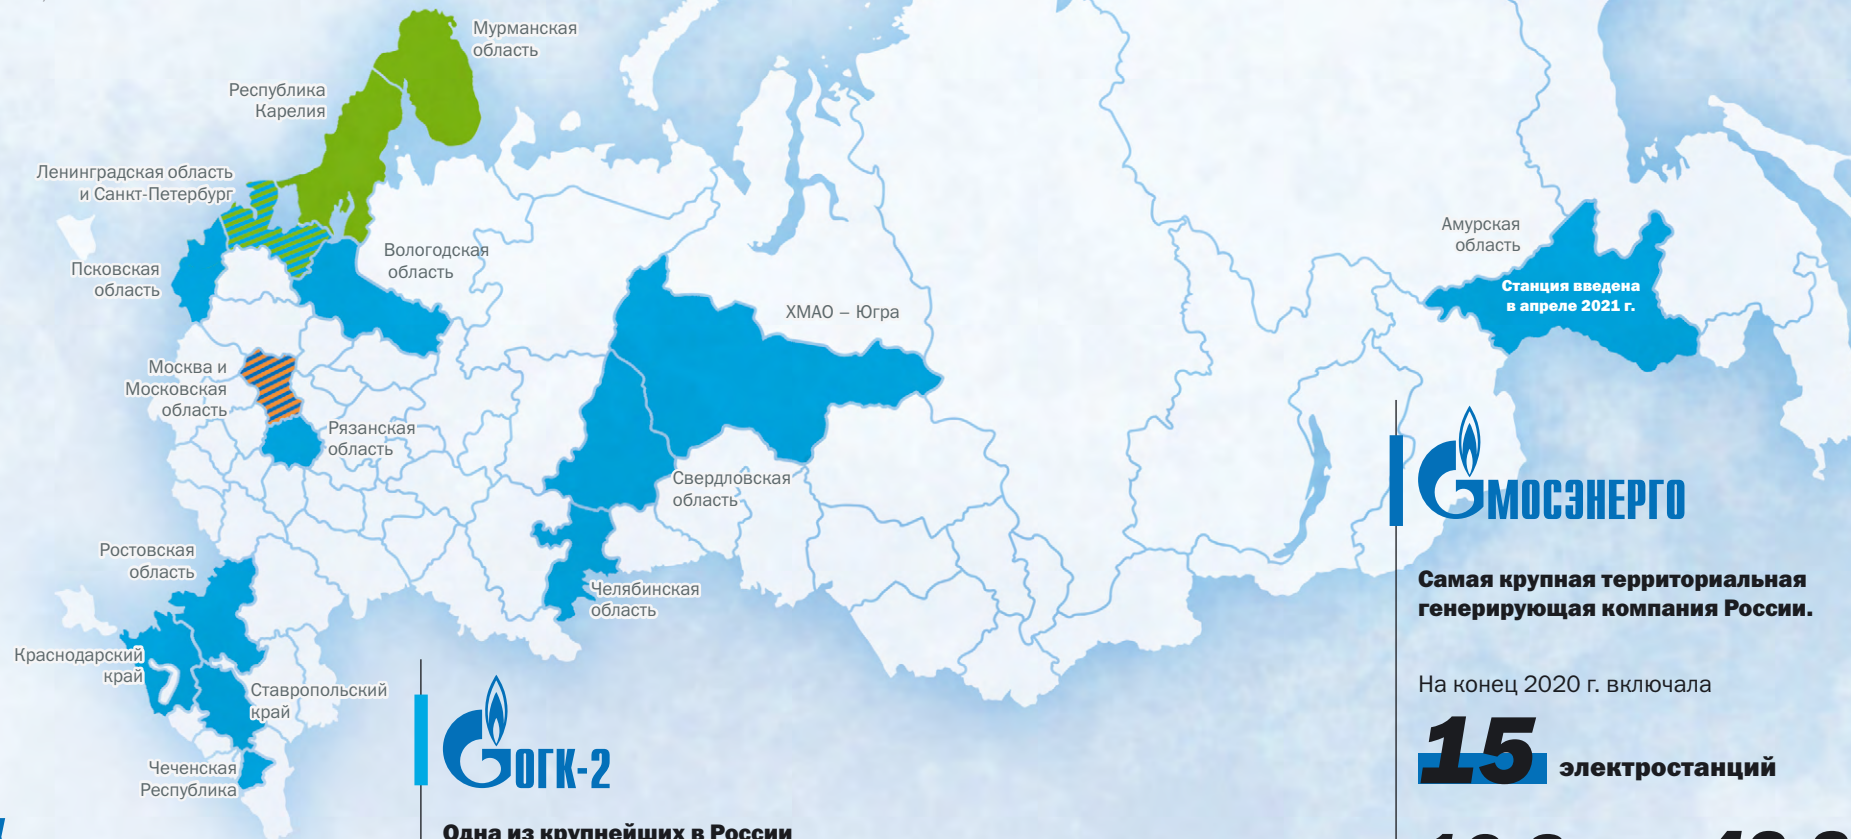 Мурманская
область
Республика
Карелия
Ленинградская область
и Санкт-Петербург
Псковская
область
Вологодская
область
ХМАО – Югра
Амурская
область
Станция введена
в апреле 2021 г.
Москва и
Московская
область
Рязанская
область
Свердловская
область
Челябинская
область
Ростовская
область
Краснодарский
край
Ставропольский
край
Чеченская
Республика
ОГК-2
Одна из крупнейших в России
МОСЭНЕРГО
Самая крупная территориальная
генерирующая компания России.
На конец 2020 г. включала
15 электростанций